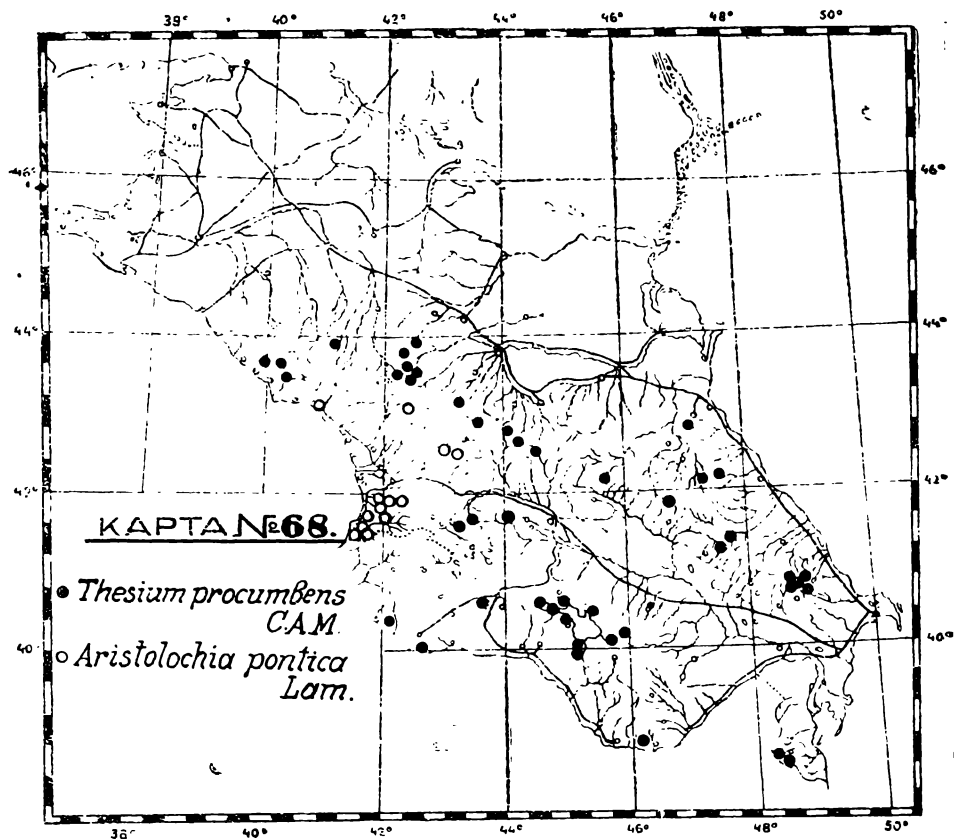 39° 40° 42° 44° 46° 48° 50°
46° 46°
44° 44°
42° 42°
КАРТА №68.
Thesium procumbens
C.A.M.
40° 40°
Aristolochia pontica
Lam.
38° 40° 42° 44° 46° 48° 50°